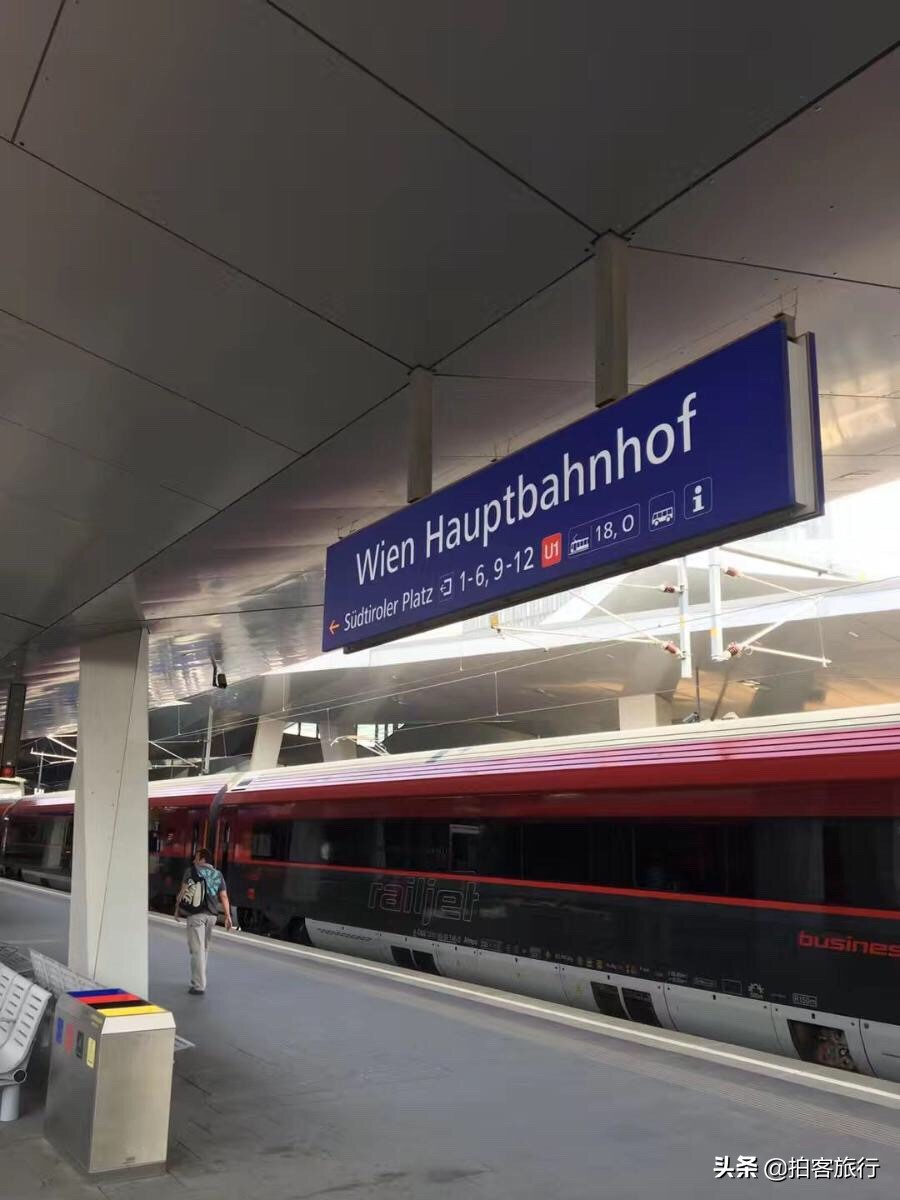 Wien Hauptbahnhof
← Südtiroler Platz 1-6, 9-12 U1 18, O i
railjet
business
头条 @拍客旅行